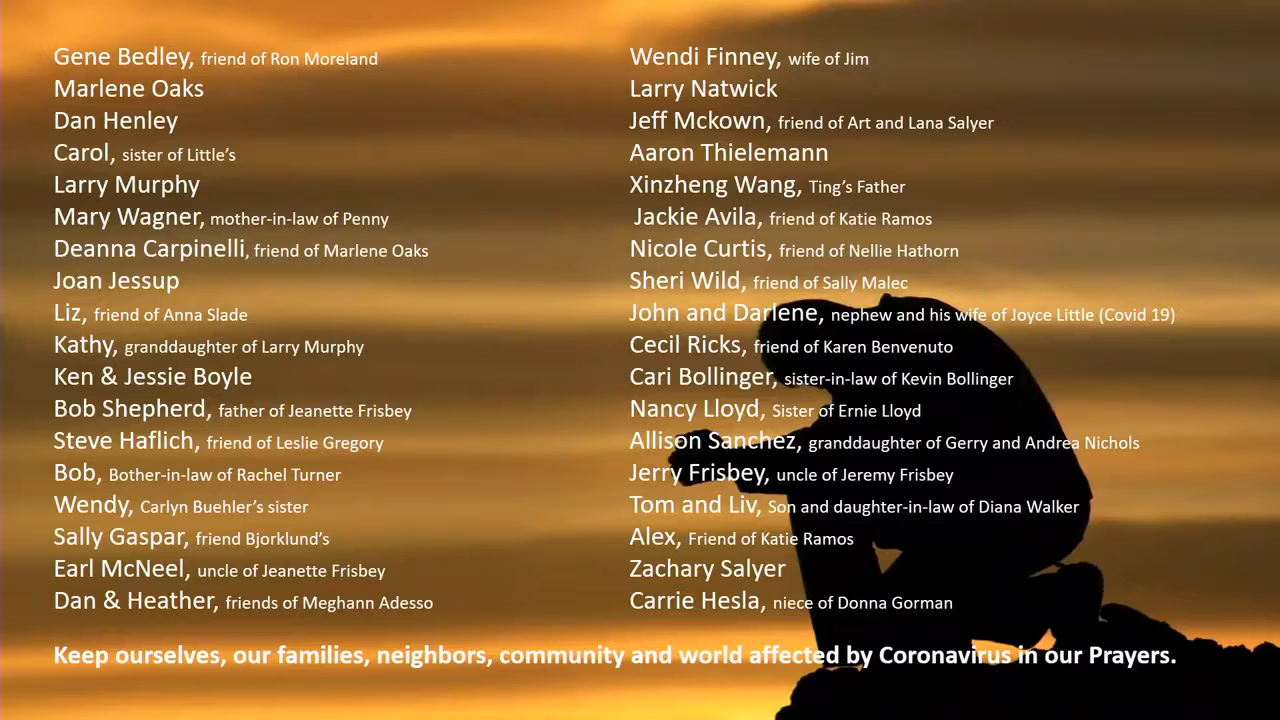 Gene Bedley, friend of Ron Moreland
Marlene Oaks
Dan Henley
Carol, sister of Little’s
Larry Murphy
Mary Wagner, mother-in-law of Penny
Deanna Carpinelli, friend of Marlene Oaks
Joan Jessup
Liz, friend of Anna Slade
Kathy, granddaughter of Larry Murphy
Ken & Jessie Boyle
Bob Shepherd, father of Jeanette Frisbey
Steve Haflich, friend of Leslie Gregory
Bob, Bother-in-law of Rachel Turner
Wendy, Carlyn Buehler’s sister
Sally Gaspar, friend Bjorklund’s
Earl McNeel, uncle of Jeanette Frisbey
Dan & Heather, friends of Meghann Adesso
Wendi Finney, wife of Jim
Larry Natwick
Jeff Mckown, friend of Art and Lana Salyer
Aaron Thielemann
Xinzheng Wang, Ting’s Father
Jackie Avila, friend of Katie Ramos
Nicole Curtis, friend of Nellie Hathorn
Sheri Wild, friend of Sally Malec
John and Darlene, nephew and his wife of Joyce Little (Covid 19)
Cecil Ricks, friend of Karen Benvenuto
Cari Bollinger, sister-in-law of Kevin Bollinger
Nancy Lloyd, Sister of Ernie Lloyd
Allison Sanchez, granddaughter of Gerry and Andrea Nichols
Jerry Frisbey, uncle of Jeremy Frisbey
Tom and Liv, Son and daughter-in-law of Diana Walker
Alex, Friend of Katie Ramos
Zachary Salyer
Carrie Hesla, niece of Donna Gorman
Keep ourselves, our families, neighbors, community and world affected by Coronavirus in our Prayers.